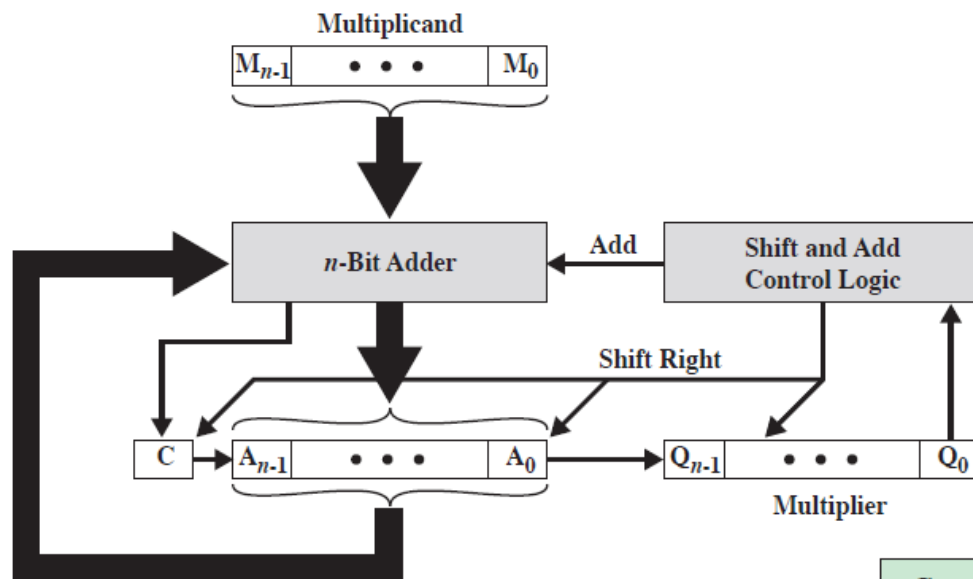 Multiplicand
Mn-1 • • • M0
n-Bit Adder
Add
Shift and Add
Control Logic
Shift Right
C
An-1 • • • A0
Qn-1 • • • Q0
Multiplier